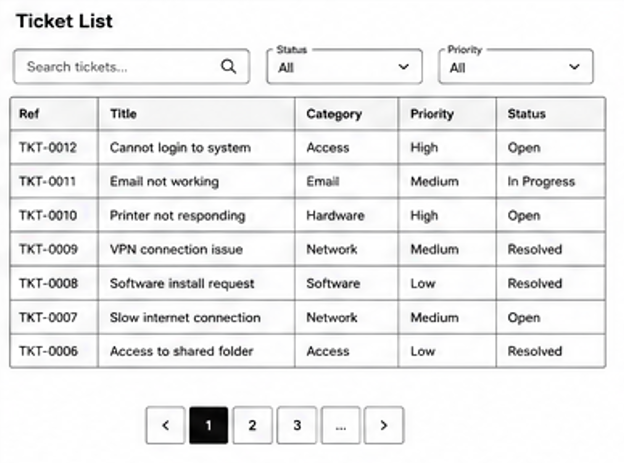 Ticket List
Status Priority
Search tickets... All All
Ref Title Category Priority Status
TKT-0012 Cannot login to system Access High Open
TKT-0011 Email not working Email Medium In Progress
TKT-0010 Printer not responding Hardware High Open
TKT-0009 VPN connection issue Network Medium Resolved
TKT-0008 Software install request Software Low Resolved
TKT-0007 Slow internet connection Network Medium Open
TKT-0006 Access to shared folder Access Low Resolved
< 1 2 3 ... >